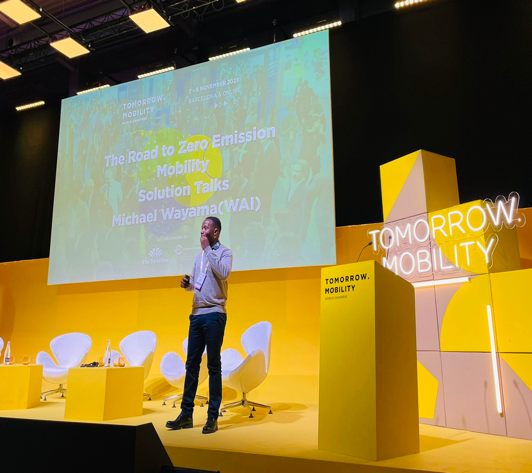 TOMORROW.
MOBILITY
The Road to Zero Emission
Mobility
Solution Talks
Michael Wayama(WAI)
TOMORROW.
MOBILITY
TOMORROW.
MOBILITY